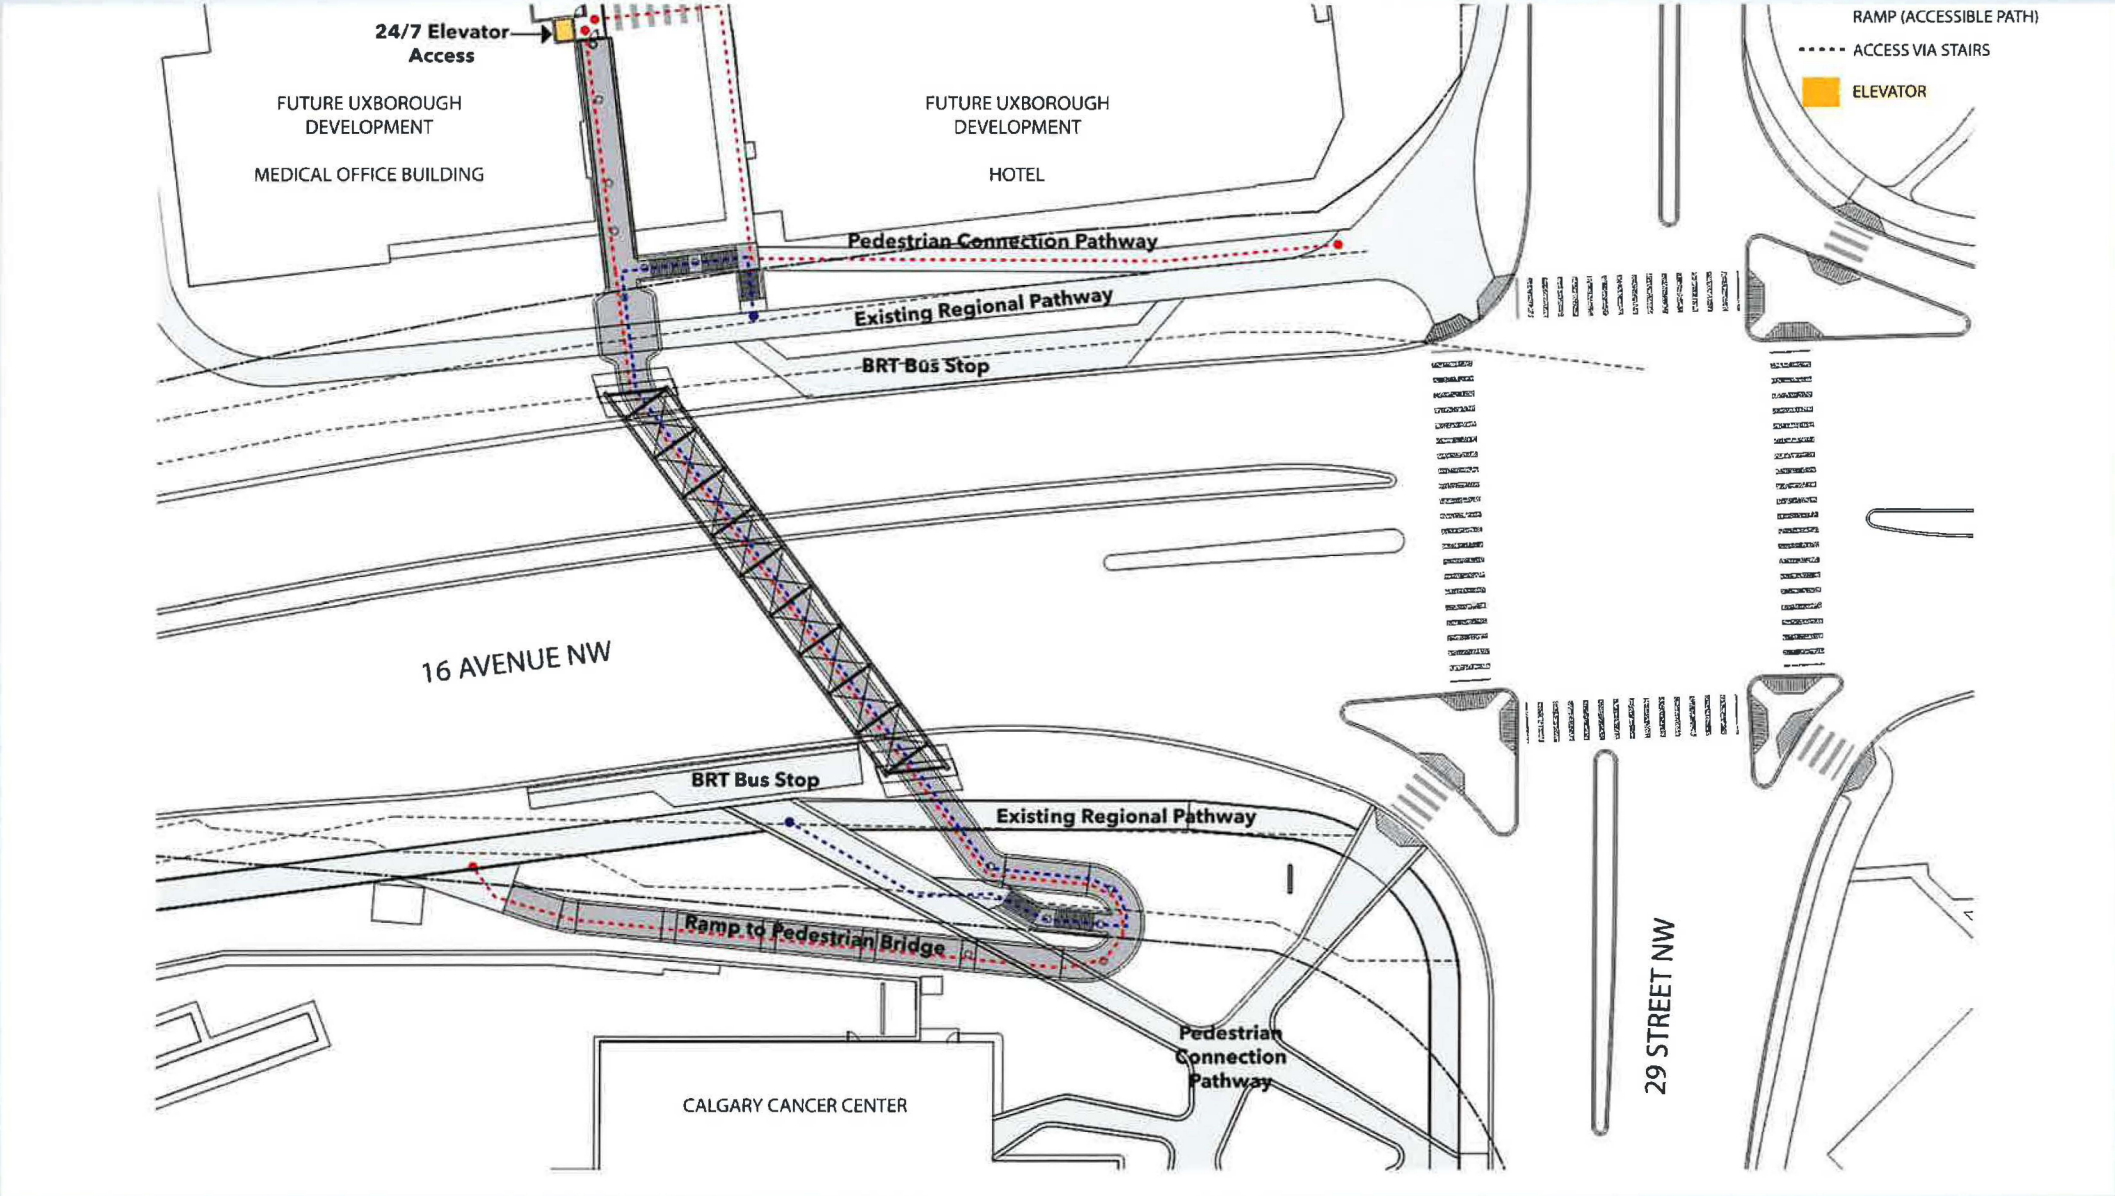 24/7 Elevator
Access
RAMP (ACCESSIBLE PATH)
ACCESS VIA STAIRS
ELEVATOR
FUTURE UXBOROUGH
DEVELOPMENT
MEDICAL OFFICE BUILDING
FUTURE UXBOROUGH
DEVELOPMENT
HOTEL
Pedestrian Connection Pathway
Existing Regional Pathway
BRT Bus Stop
16 AVENUE NW
BRT Bus Stop
Existing Regional Pathway
Ramp to Pedestrian Bridge
29 STREET NW
Pedestrian
Connection
Pathway
CALGARY CANCER CENTER